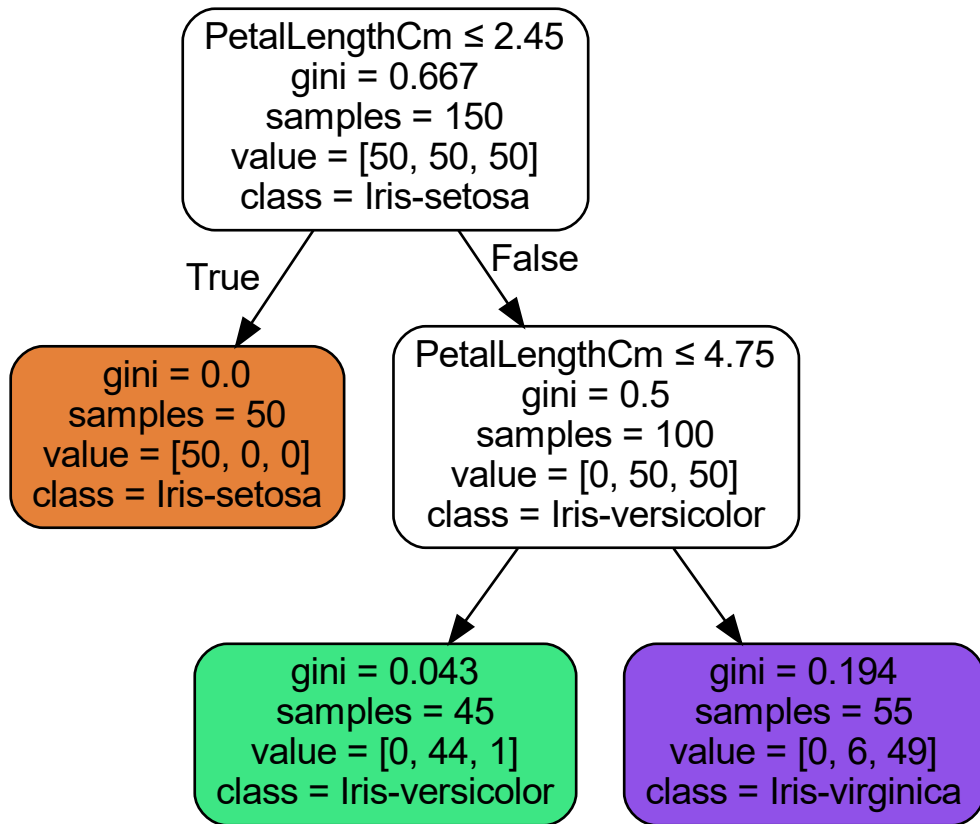 PetalLengthCm ≤ 2.45
gini = 0.667
samples = 150
value = [50, 50, 50]
class = Iris-setosa
True
False
gini = 0.0
samples = 50
value = [50, 0, 0]
class = Iris-setosa
PetalLengthCm ≤ 4.75
gini = 0.5
samples = 100
value = [0, 50, 50]
class = Iris-versicolor
gini = 0.043
samples = 45
value = [0, 44, 1]
class = Iris-versicolor
gini = 0.194
samples = 55
value = [0, 6, 49]
class = Iris-virginica